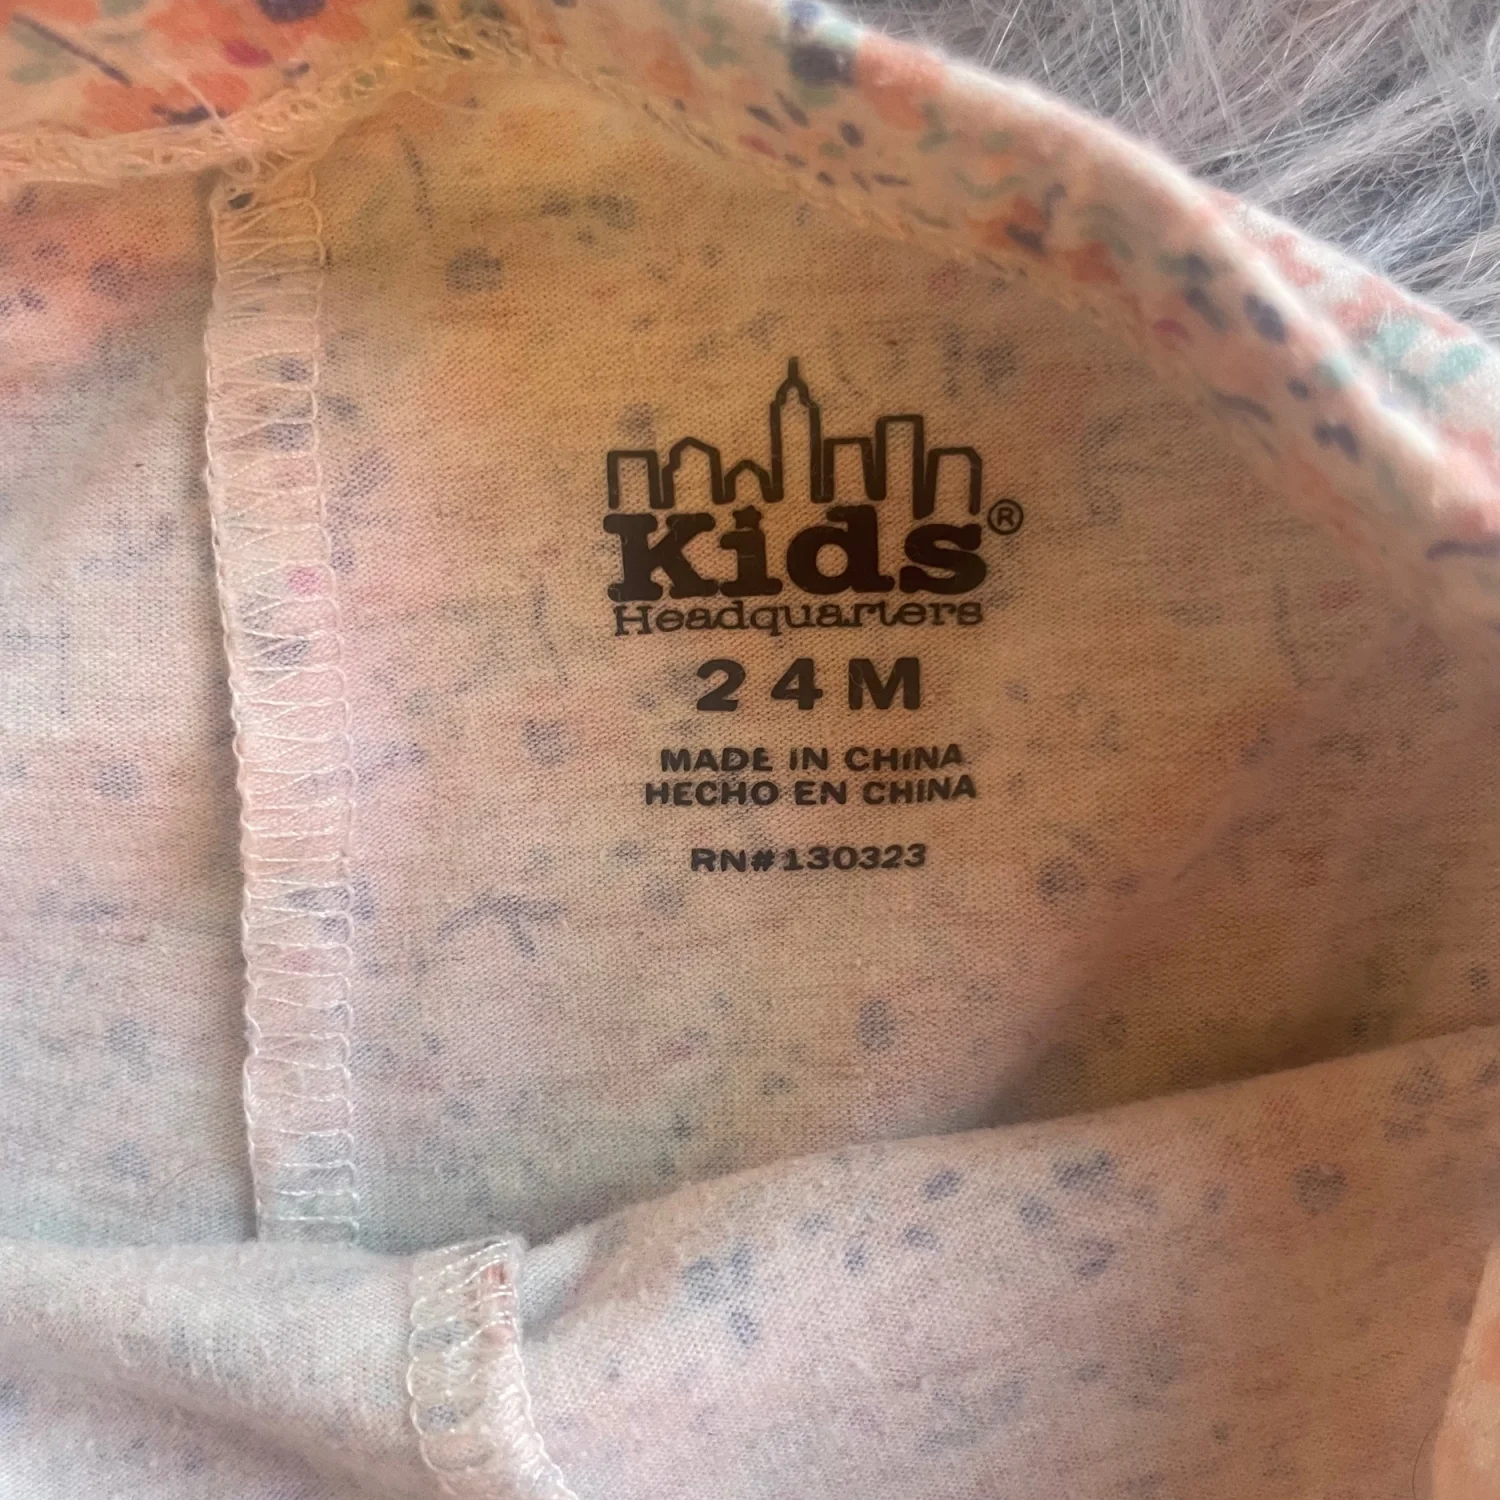 Kids®
Headquarters
24M
MADE IN CHINA
HECHO EN CHINA
RN#130323